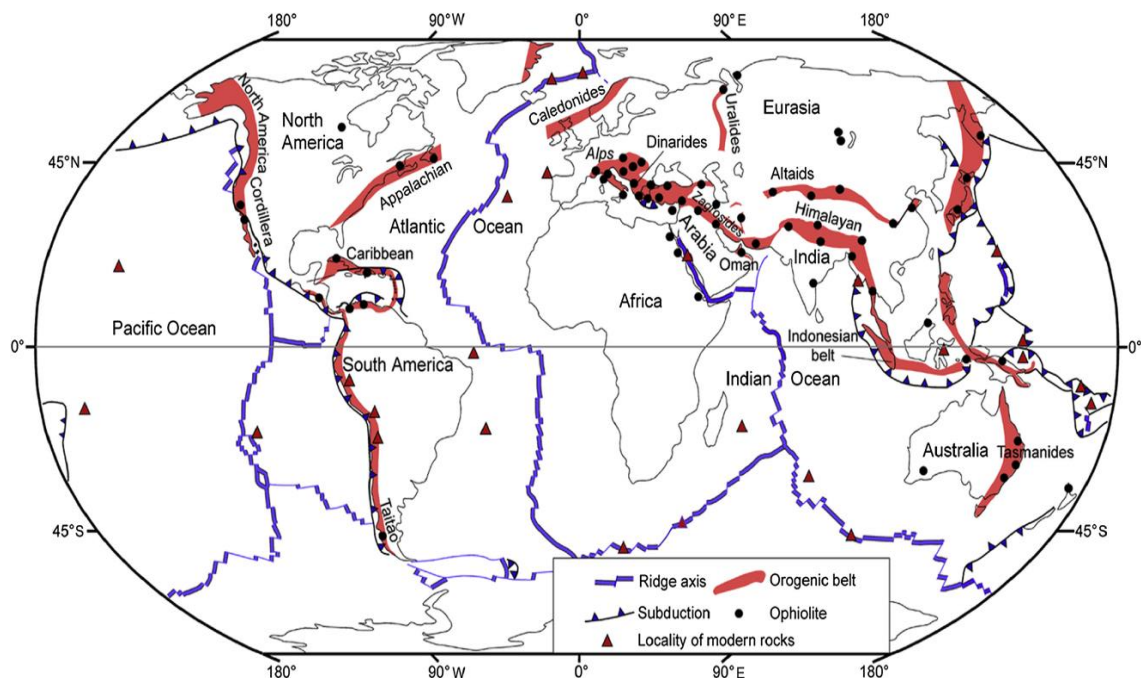 180°
90°W
0°
90°E
180°
North America Cordillera
North
America
Caledonides
Uralides
Eurasia
45°N
45°N
Alps
Dinarides
Appalachian
Altaids
Atlantic
Ocean
Zagrosides
Himalayan
Arabia
Oman
India
Caribbean
Africa
Pacific Ocean
Indonesian
belt
0°
0°
South America
Indian
Ocean
Australia
Tasmanides
Taitao
45°S
45°S
Ridge axis
Orogenic belt
Subduction
Ophiolite
Locality of modern rocks
180°
90°W
0°
90°E
180°